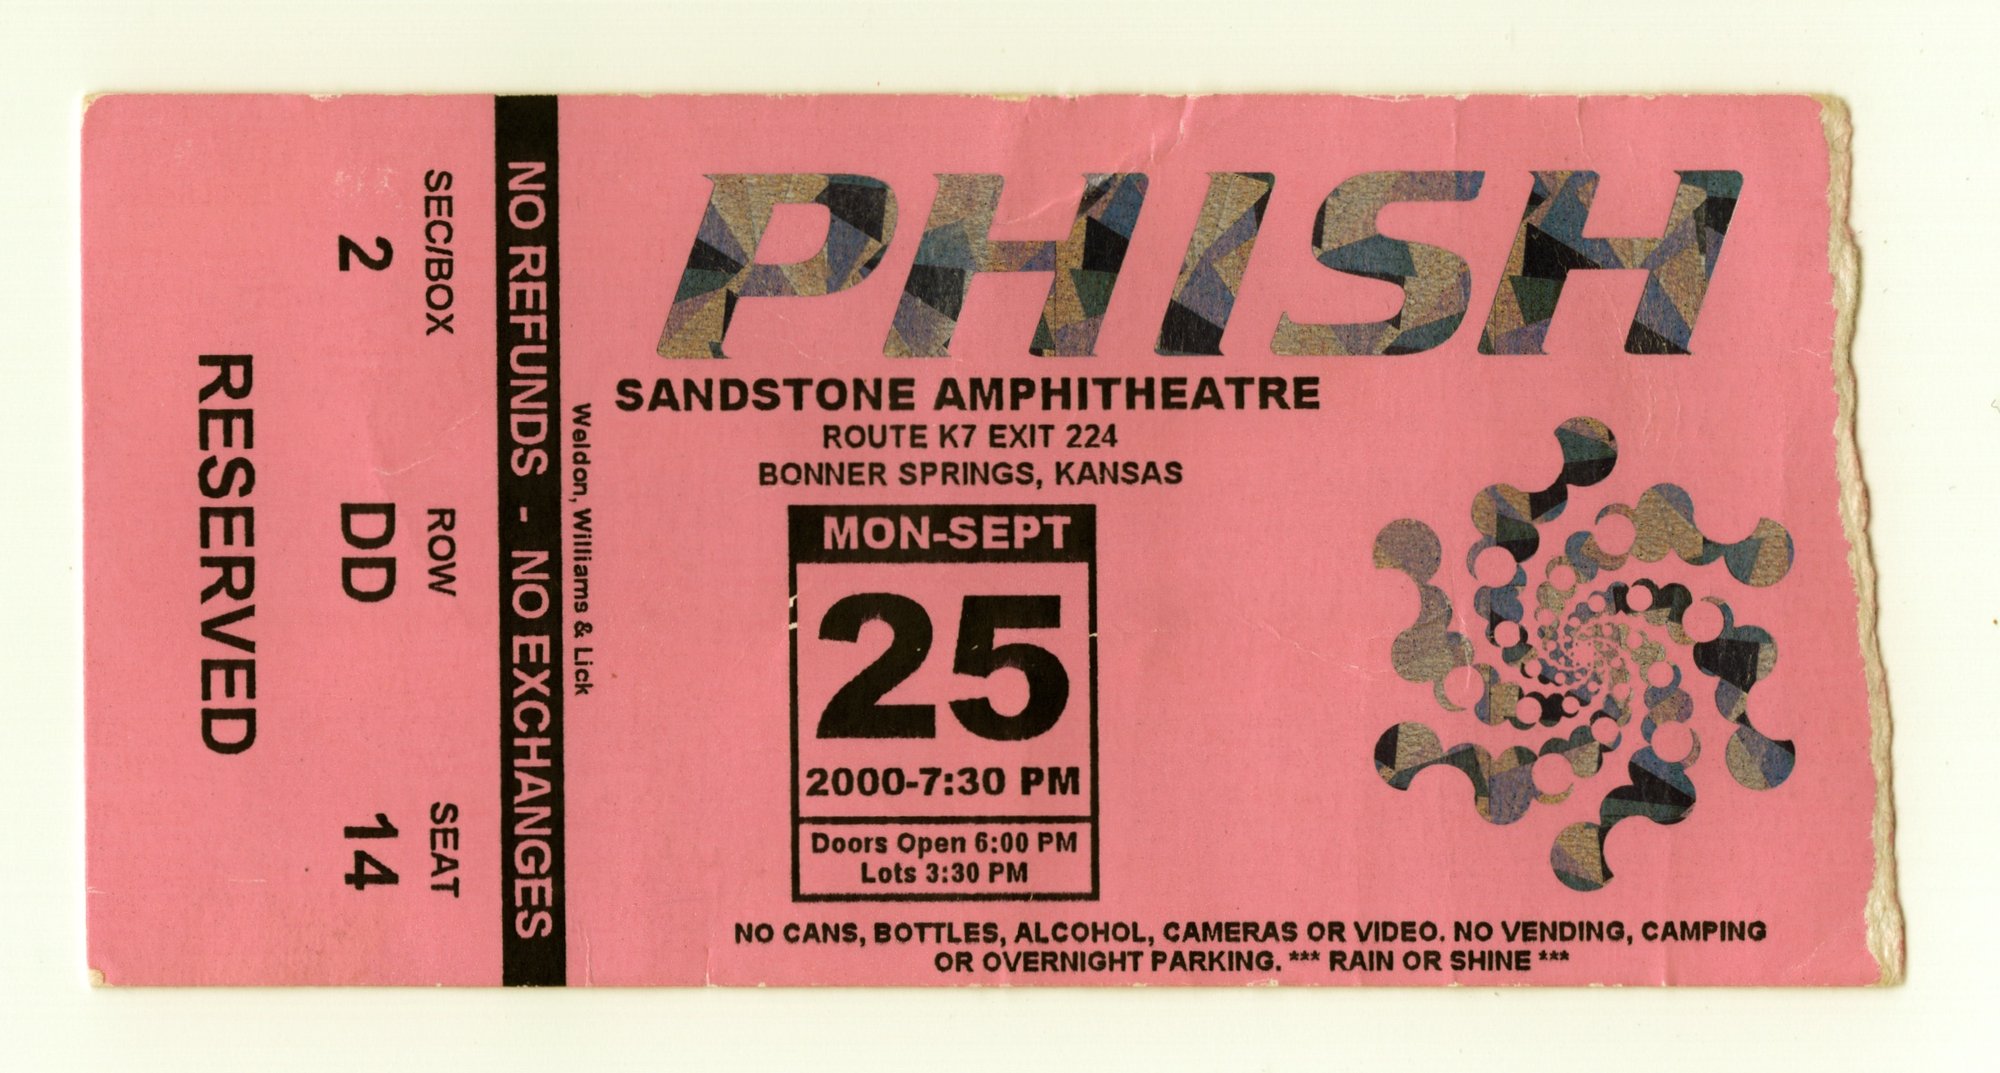 RESERVED
SEC/BOX ROW SEAT
2 DD 14
NO REFUNDS - NO EXCHANGES
Weldon, Williams & Lick
PHISH
SANDSTONE AMPHITHEATRE
ROUTE K7 EXIT 224
BONNER SPRINGS, KANSAS
MON-SEPT
25
2000-7:30 PM
Doors Open 6:00 PM
Lots 3:30 PM
NO CANS, BOTTLES, ALCOHOL, CAMERAS OR VIDEO. NO VENDING, CAMPING
OR OVERNIGHT PARKING. *** RAIN OR SHINE ***